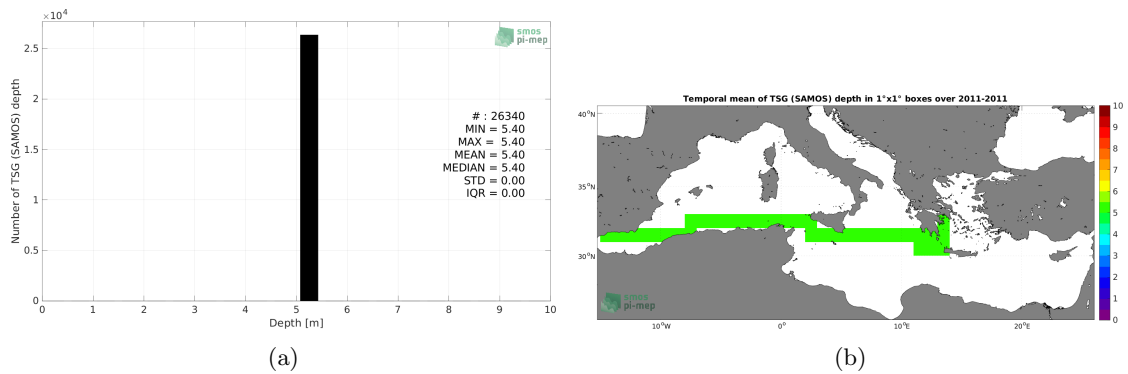 ×10⁴
2.5
2
1.5
1
0.5
0
0 1 2 3 4 5 6 7 8 9 10
Number of TSG (SAMOS) depth
Depth [m]
smos
pi-mep
# : 26340
MIN = 5.40
MAX = 5.40
MEAN = 5.40
MEDIAN = 5.40
STD = 0.00
IQR = 0.00
(a)
Temporal mean of TSG (SAMOS) depth in 1°x1° boxes over 2011-2011
40°N
35°N
30°N
10°W 0° 10°E 20°E
smos
pi-mep
10
9
8
7
6
5
4
3
2
1
0
(b)